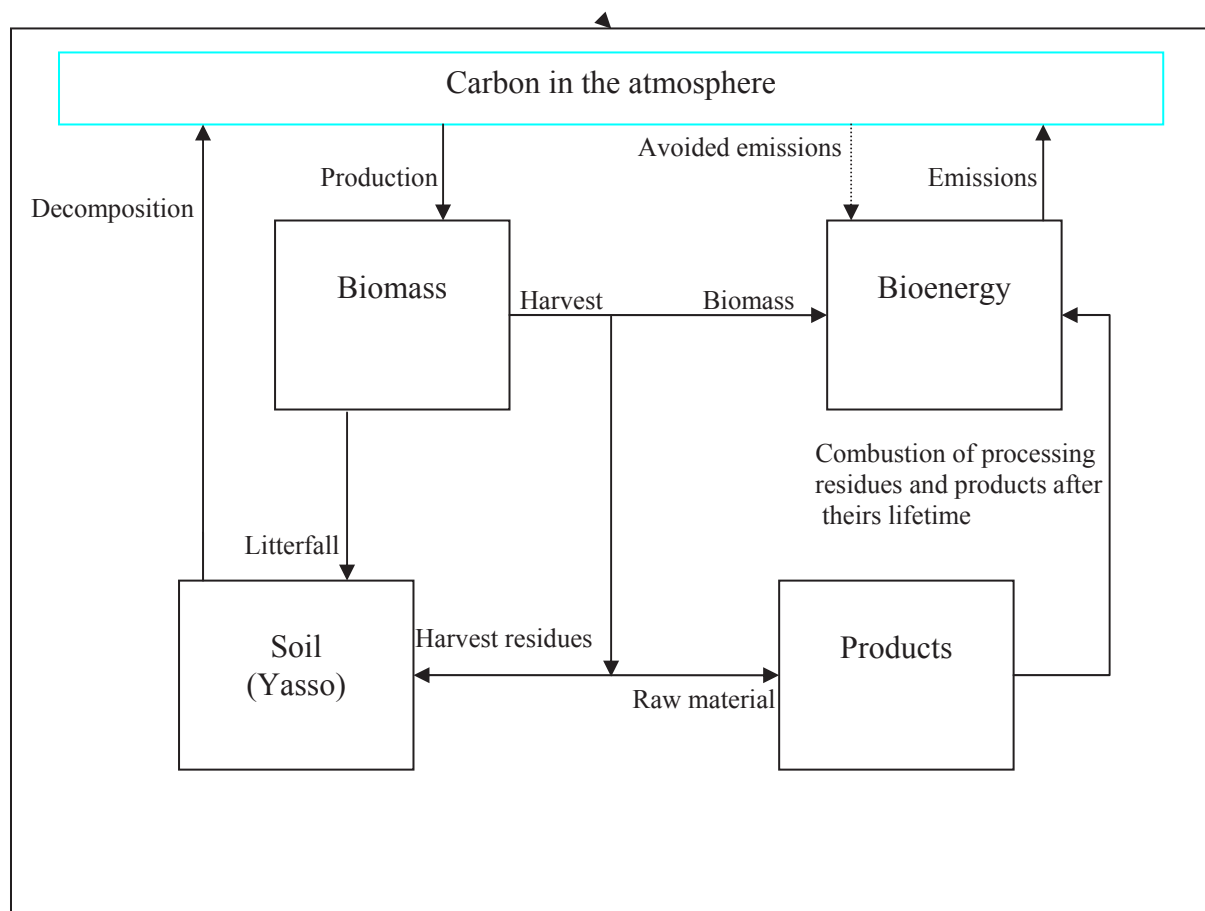 Carbon in the atmosphere
Avoided emissions
Production
Emissions
Decomposition
Biomass
Bioenergy
Harvest
Biomass
Combustion of processing
residues and products after
theirs lifetime
Litterfall
Soil
(Yasso)
Harvest residues
Products
Raw material